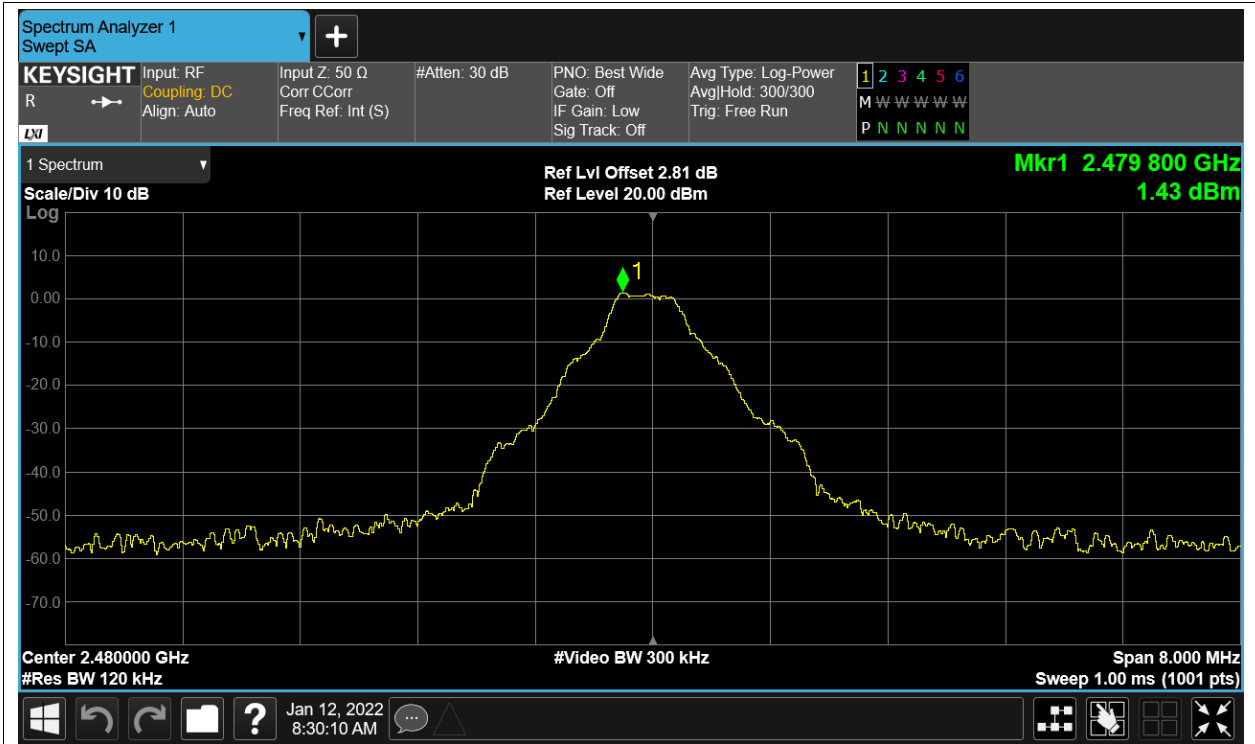 Spectrum Analyzer 1
Swept SA
+
KEYSIGHT
R
LXI
Input: RF
Coupling: DC
Align: Auto
Input Z: 50 Ω
Corr CCorr
Freq Ref: Int (S)
#Atten: 30 dB
PNO: Best Wide
Gate: Off
IF Gain: Low
Sig Track: Off
Avg Type: Log-Power
Avg|Hold: 300/300
Trig: Free Run
1 2 3 4 5 6
M W W W W W
P N N N N N
1 Spectrum
Scale/Div 10 dB
Log
Ref Lvl Offset 2.81 dB
Ref Level 20.00 dBm
Mkr1 2.479 800 GHz
1.43 dBm
1
10.0
0.00
-10.0
-20.0
-30.0
-40.0
-50.0
-60.0
-70.0
Center 2.480000 GHz
#Video BW 300 kHz
Span 8.000 MHz
#Res BW 120 kHz
Sweep 1.00 ms (1001 pts)
?
Jan 12, 2022
8:30:10 AM